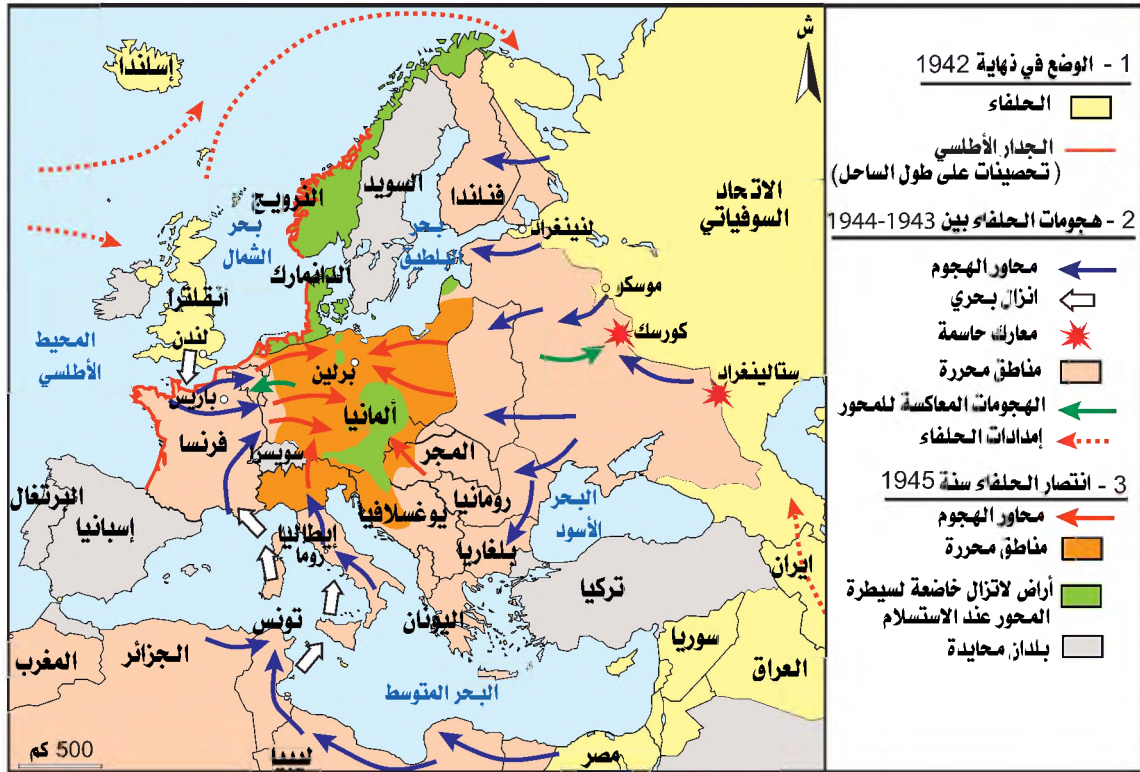 1 - الوضع في نهاية 1942
الحلفاء
الجدار الأطلسي
(تحصينات على طول الساحل)
2 - هجومات الحلفاء بين 1943-1944
محاور الهجوم
انزال بحري
معارك حاسمة
مناطق محررة
الهجومات المعاكسة للمحور
إمدادات الحلفاء
3 - انتصار الحلفاء سنة 1945
محاور الهجوم
مناطق محررة
أراض لاتزال خاضعة لسيطرة
المحور عند الاستسلام
بلدان محايدة
ش
إسلندا
النرويج
السويد
فنلندا
الاتحاد
السوفياتي
لنينغراد
بحر
الشمال
بحر
البلطيق
الدانمارك
أنقلترا
لندن
موسكو
كورسك
ستالينغراد
المحيط
الأطلسي
برلين
باريس
ألمانيا
فرنسا
سويسرا
المجر
رومانيا
يوغسلافيا
البحر
الأسود
البرتغال
إسبانيا
إيطاليا
روما
بلغاريا
إيران
تركيا
اليونان
تونس
سوريا
المغرب
الجزائر
العراق
البحر المتوسط
ليبيا
مصر
500 كم